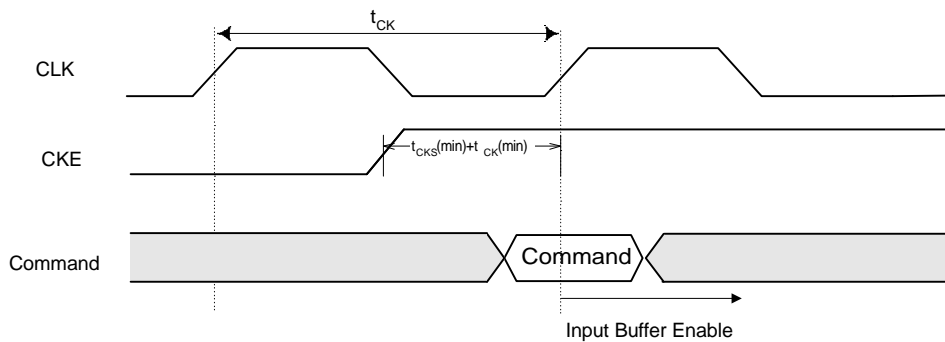 tCK
CLK
CKE
tCKS(min)+tCK(min)
Command
Command
Input Buffer Enable